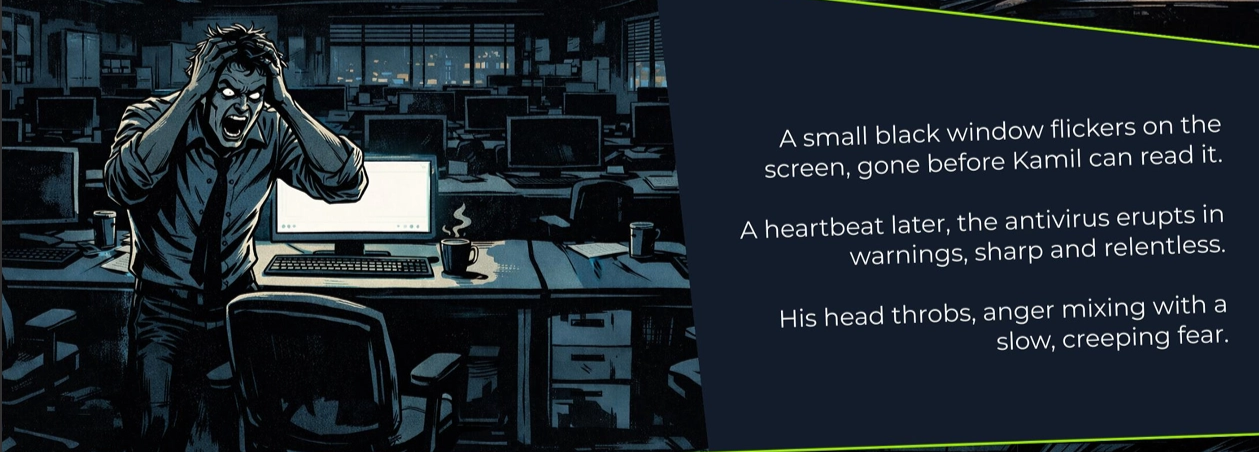 A small black window flickers on the
screen, gone before Kamil can read it.
A heartbeat later, the antivirus erupts in
warnings, sharp and relentless.
His head throbs, anger mixing with a
slow, creeping fear.